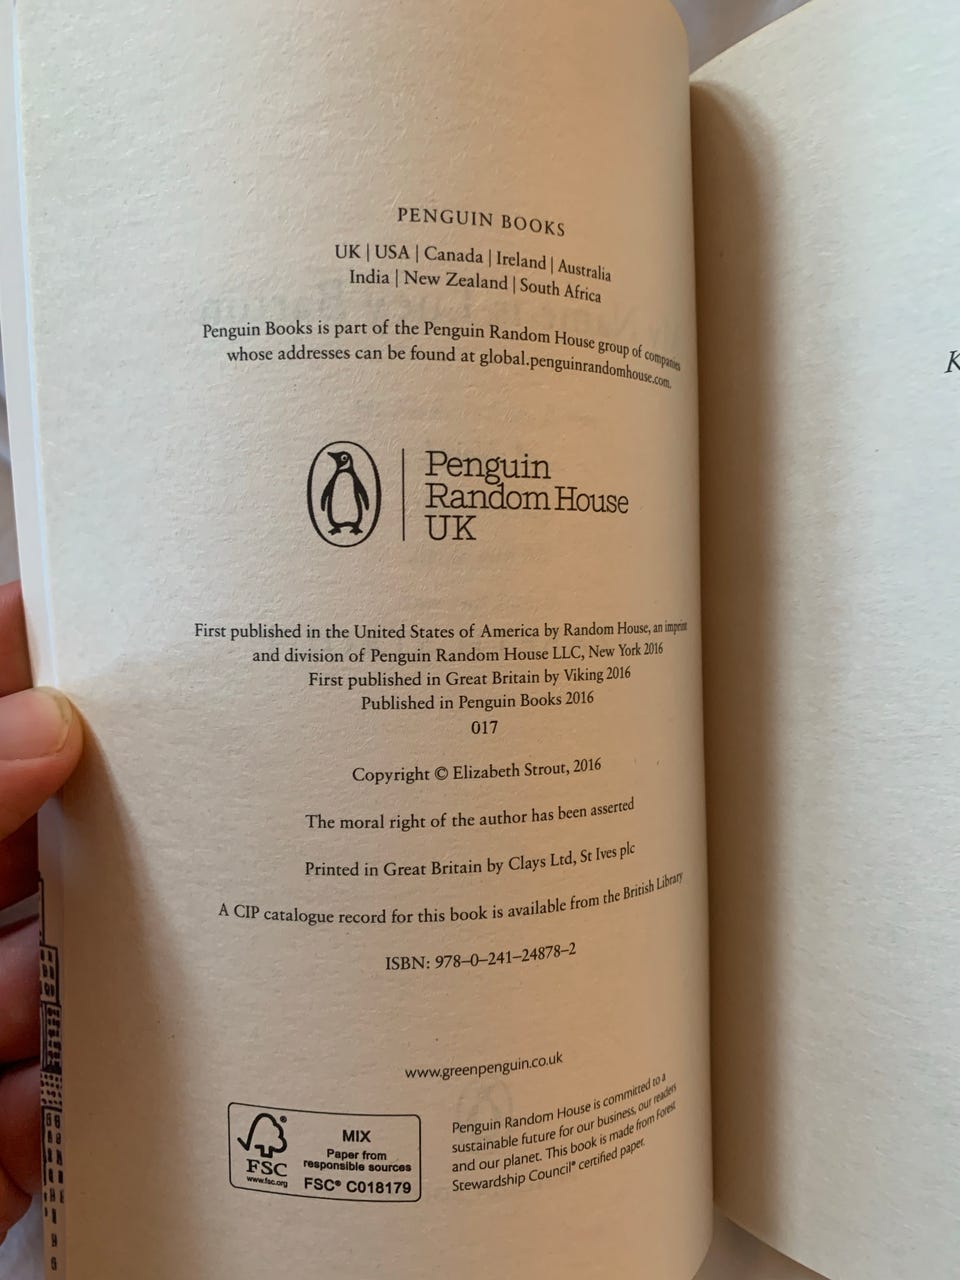 PENGUIN BOOKS
UK | USA | Canada | Ireland | Australia
India | New Zealand | South Africa
Penguin Books is part of the Penguin Random House group of companies
whose addresses can be found at global.penguinrandomhouse.com.
Penguin
Random House
UK
First published in the United States of America by Random House, an imprint
and division of Penguin Random House LLC, New York 2016
First published in Great Britain by Viking 2016
Published in Penguin Books 2016
017
Copyright © Elizabeth Strout, 2016
The moral right of the author has been asserted
Printed in Great Britain by Clays Ltd, St Ives plc
A CIP catalogue record for this book is available from the British Library
ISBN: 978–0–241–24878–2
www.greenpenguin.co.uk
FSC
www.fsc.org
MIX
Paper from
responsible sources
FSC® C018179
Penguin Random House is committed to a
sustainable future for our business, our readers
and our planet. This book is made from Forest
Stewardship Council® certified paper.
K